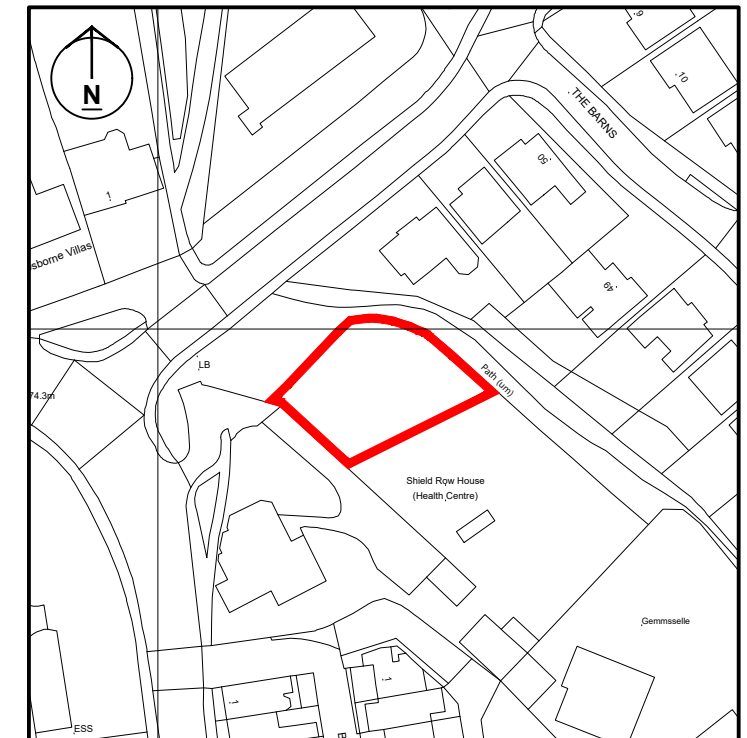 N
9
10
THE BARNS
50
1
sborne Villas
49
LB
Path (um)
74.3m
Shield Row House
(Health Centre)
Gemmsselle
1
1
ESS